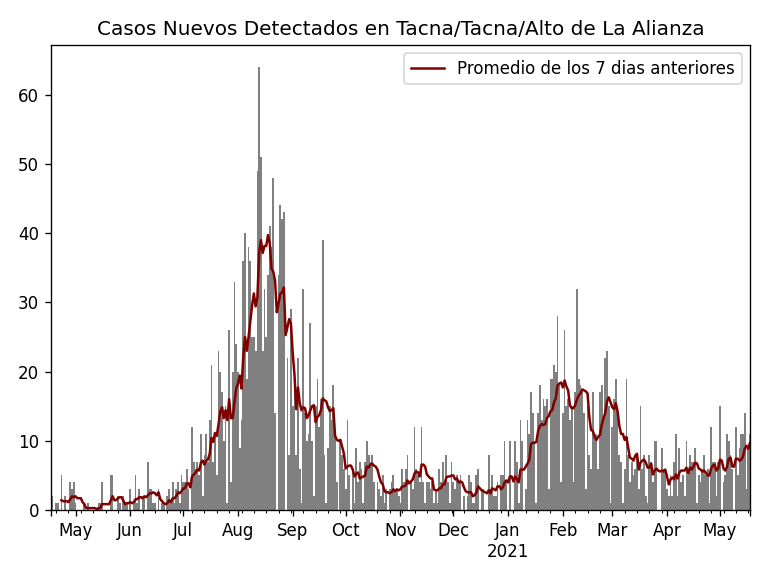 Casos Nuevos Detectados en Tacna/Tacna/Alto de La Alianza
Promedio de los 7 dias anteriores
60
50
40
30
20
10
0
May Jun Jul Aug Sep Oct Nov Dec Jan Feb Mar Apr May
2021